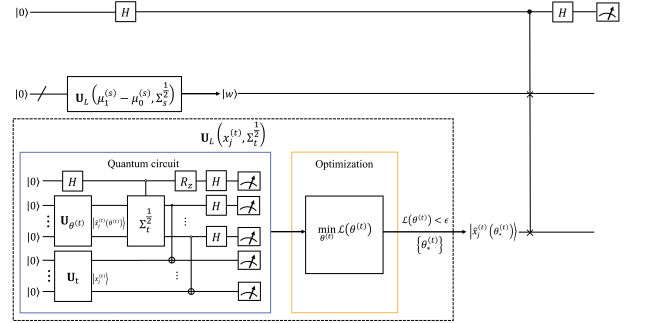 |0⟩ H H
|0⟩ U_L (μ_1^(s) − μ_0^(s), Σ_s^(1/2)) |w⟩
U_L (x_j^(t), Σ_t^(1/2))
Quantum circuit
Optimization
|0⟩ H R_z H
|0⟩ H
⋮ U_θ^(t) |x̂_j^(t)(θ^(t))⟩ Σ_t^(1/2) ⋮
|0⟩ H
|0⟩
⋮ U_t |x_j^(t)⟩ ⋮
|0⟩
min_θ^(t) ℒ(θ^(t))
ℒ(θ^(t)) < ϵ
{θ_*^(t)}
|x̂_j^(t) (θ_*^(t))⟩